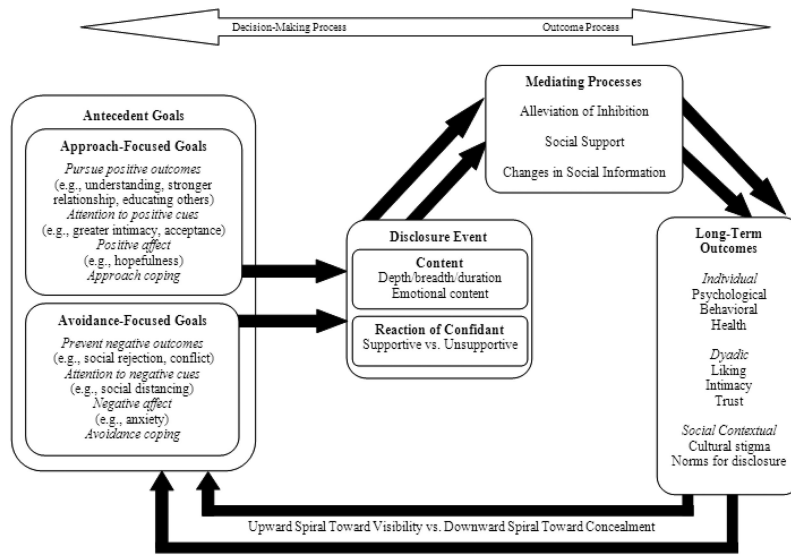 Decision-Making Process
Outcome Process
Antecedent Goals
Approach-Focused Goals
Pursue positive outcomes
(e.g., understanding, stronger
relationship, educating others)
Attention to positive cues
(e.g., greater intimacy, acceptance)
Positive affect
(e.g., hopefulness)
Approach coping
Avoidance-Focused Goals
Prevent negative outcomes
(e.g., social rejection, conflict)
Attention to negative cues
(e.g., social distancing)
Negative affect
(e.g., anxiety)
Avoidance coping
Disclosure Event
Content
Depth/breadth/duration
Emotional content
Reaction of Confidant
Supportive vs. Unsupportive
Mediating Processes
Alleviation of Inhibition
Social Support
Changes in Social Information
Long-Term
Outcomes
Individual
Psychological
Behavioral
Health
Dyadic
Liking
Intimacy
Trust
Social Contextual
Cultural stigma
Norms for disclosure
Upward Spiral Toward Visibility vs. Downward Spiral Toward Concealment